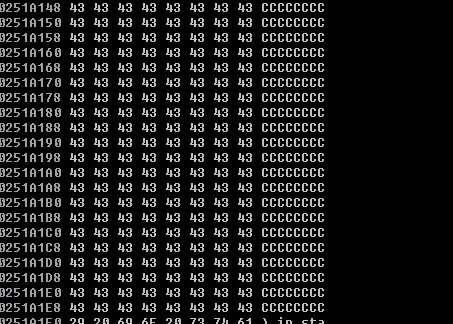 0251A148 43 43 43 43 43 43 43 43 CCCCCCCC
0251A150 43 43 43 43 43 43 43 43 CCCCCCCC
0251A158 43 43 43 43 43 43 43 43 CCCCCCCC
0251A160 43 43 43 43 43 43 43 43 CCCCCCCC
0251A168 43 43 43 43 43 43 43 43 CCCCCCCC
0251A170 43 43 43 43 43 43 43 43 CCCCCCCC
0251A178 43 43 43 43 43 43 43 43 CCCCCCCC
0251A180 43 43 43 43 43 43 43 43 CCCCCCCC
0251A188 43 43 43 43 43 43 43 43 CCCCCCCC
0251A190 43 43 43 43 43 43 43 43 CCCCCCCC
0251A198 43 43 43 43 43 43 43 43 CCCCCCCC
0251A1A0 43 43 43 43 43 43 43 43 CCCCCCCC
0251A1A8 43 43 43 43 43 43 43 43 CCCCCCCC
0251A1B0 43 43 43 43 43 43 43 43 CCCCCCCC
0251A1B8 43 43 43 43 43 43 43 43 CCCCCCCC
0251A1C0 43 43 43 43 43 43 43 43 CCCCCCCC
0251A1C8 43 43 43 43 43 43 43 43 CCCCCCCC
0251A1D0 43 43 43 43 43 43 43 43 CCCCCCCC
0251A1D8 43 43 43 43 43 43 43 43 CCCCCCCC
0251A1E0 43 43 43 43 43 43 43 43 CCCCCCCC
0251A1E8 43 43 43 43 43 43 43 43 CCCCCCCC
0251A1F0 29 20 69 6E 20 73 74 61 ) in sta